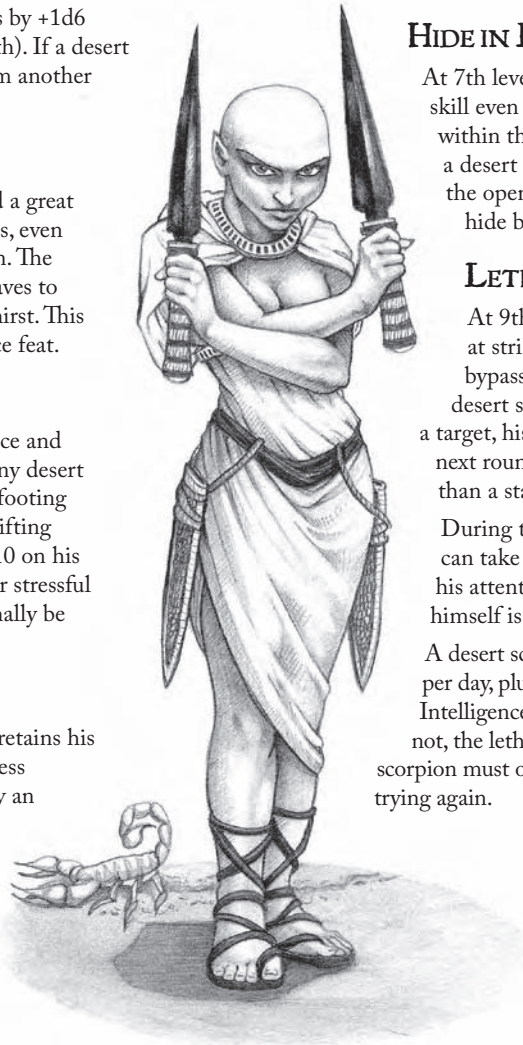 s by +1d6
th). If a desert
m another
d a great
s, even
n. The
aves to
hirst. This
ce feat.
ce and
ny desert
footing
ifting
10 on his
r stressful
nally be
retains his
ess
y an
HIDE IN
At 7th leve
skill even
within th
a desert
the open
hide b
LET
At 9th
at stri
bypass
desert s
a target, his
next roun
than a sta
During t
can take
his attent
himself is
A desert sc
per day, plu
Intelligence
not, the leth
scorpion must o
trying again.